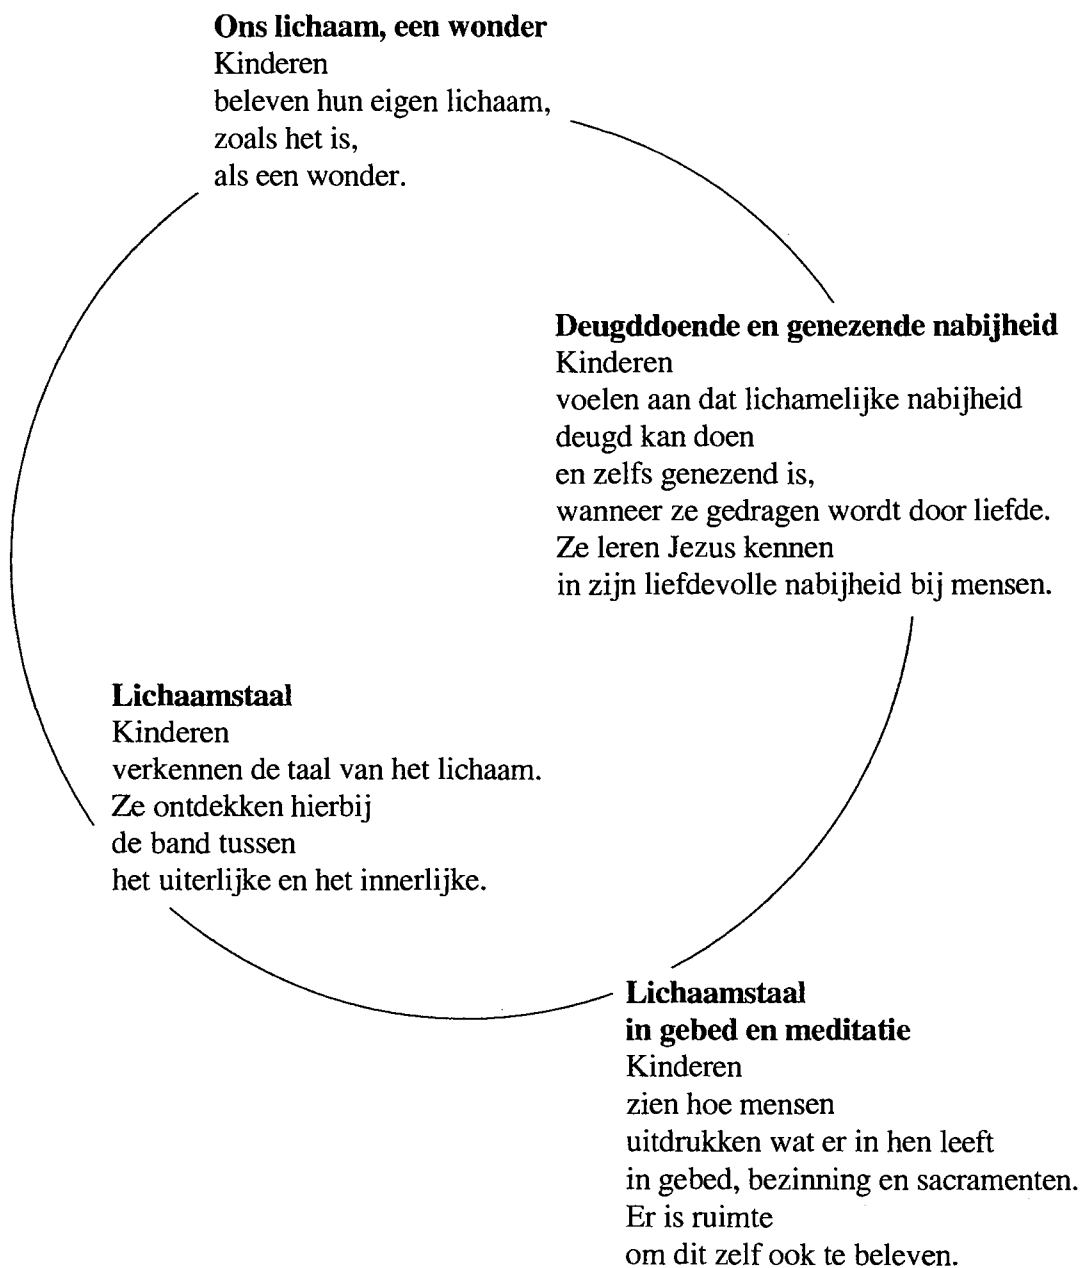 Ons lichaam, een wonder
Kinderen
beleven hun eigen lichaam,
zoals het is,
als een wonder.
Deugddoende en genezende nabijheid
Kinderen
voelen aan dat lichamelijke nabijheid
deugd kan doen
en zelfs genezend is,
wanneer ze gedragen wordt door liefde.
Ze leren Jezus kennen
in zijn liefdevolle nabijheid bij mensen.
Lichaamstaal
Kinderen
verkennen de taal van het lichaam.
Ze ontdekken hierbij
de band tussen
het uiterlijke en het innerlijke.
Lichaamstaal
in gebed en meditatie
Kinderen
zien hoe mensen
uitdrukken wat er in hen leeft
in gebed, bezinning en sacramenten.
Er is ruimte
om dit zelf ook te beleven.